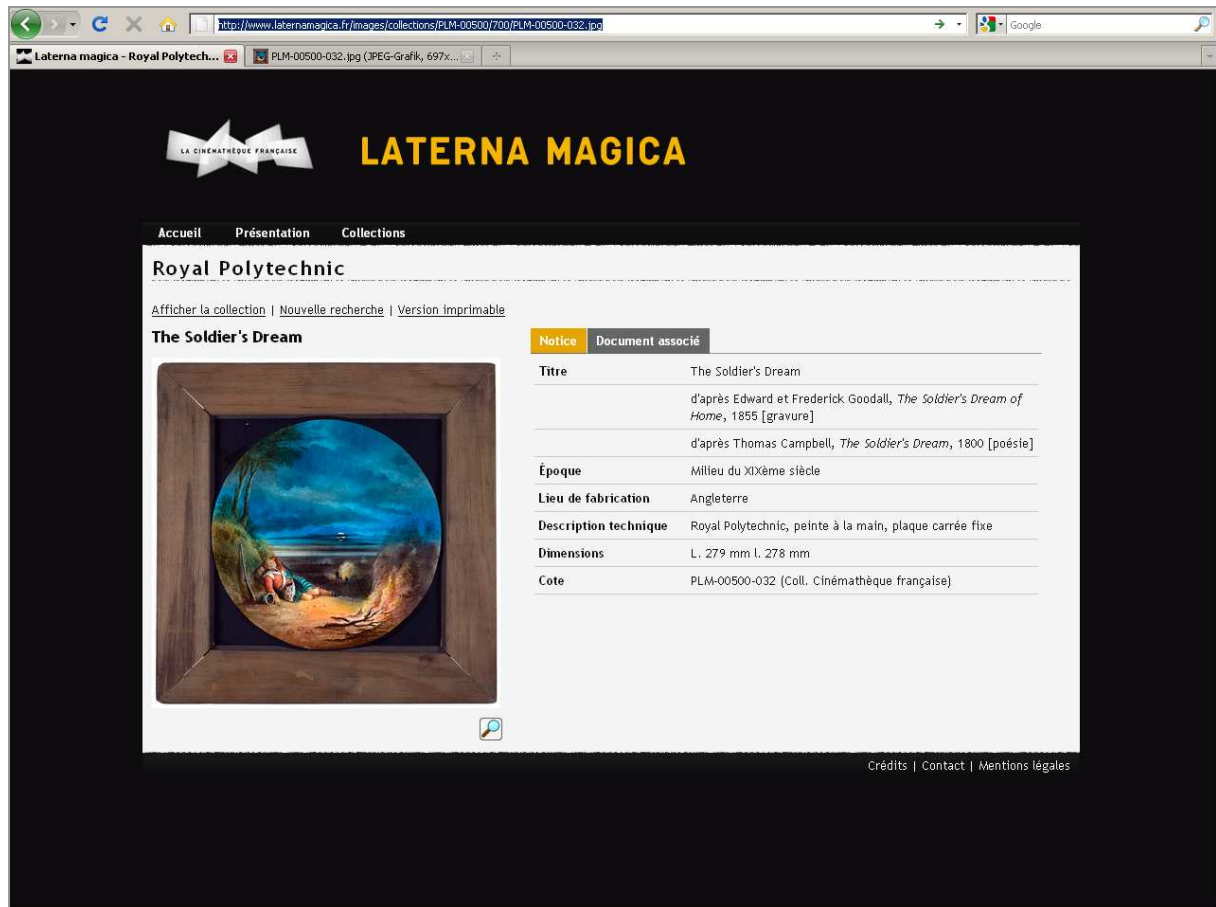 http://www.laternamagica.fr/images/collections/PLM-00500/700/PLM-00500-032.jpg
Google
Laterna magica - Royal Polytech...
PLM-00500-032.jpg (JPEG-Grafik, 697x...
LA CINÉMATHÈQUE FRANÇAISE
LATERNA MAGICA
Accueil Présentation Collections
Royal Polytechnic
Afficher la collection | Nouvelle recherche | Version imprimable
The Soldier's Dream
Notice Document associé
Titre The Soldier's Dream
d'après Edward et Frederick Goodall, The Soldier's Dream of
Home, 1855 [gravure]
d'après Thomas Campbell, The Soldier's Dream, 1800 [poésie]
Époque Milieu du XIXème siècle
Lieu de fabrication Angleterre
Description technique Royal Polytechnic, peinte à la main, plaque carrée fixe
Dimensions L. 279 mm l. 278 mm
Cote PLM-00500-032 (Coll. Cinémathèque française)
Crédits | Contact | Mentions légales